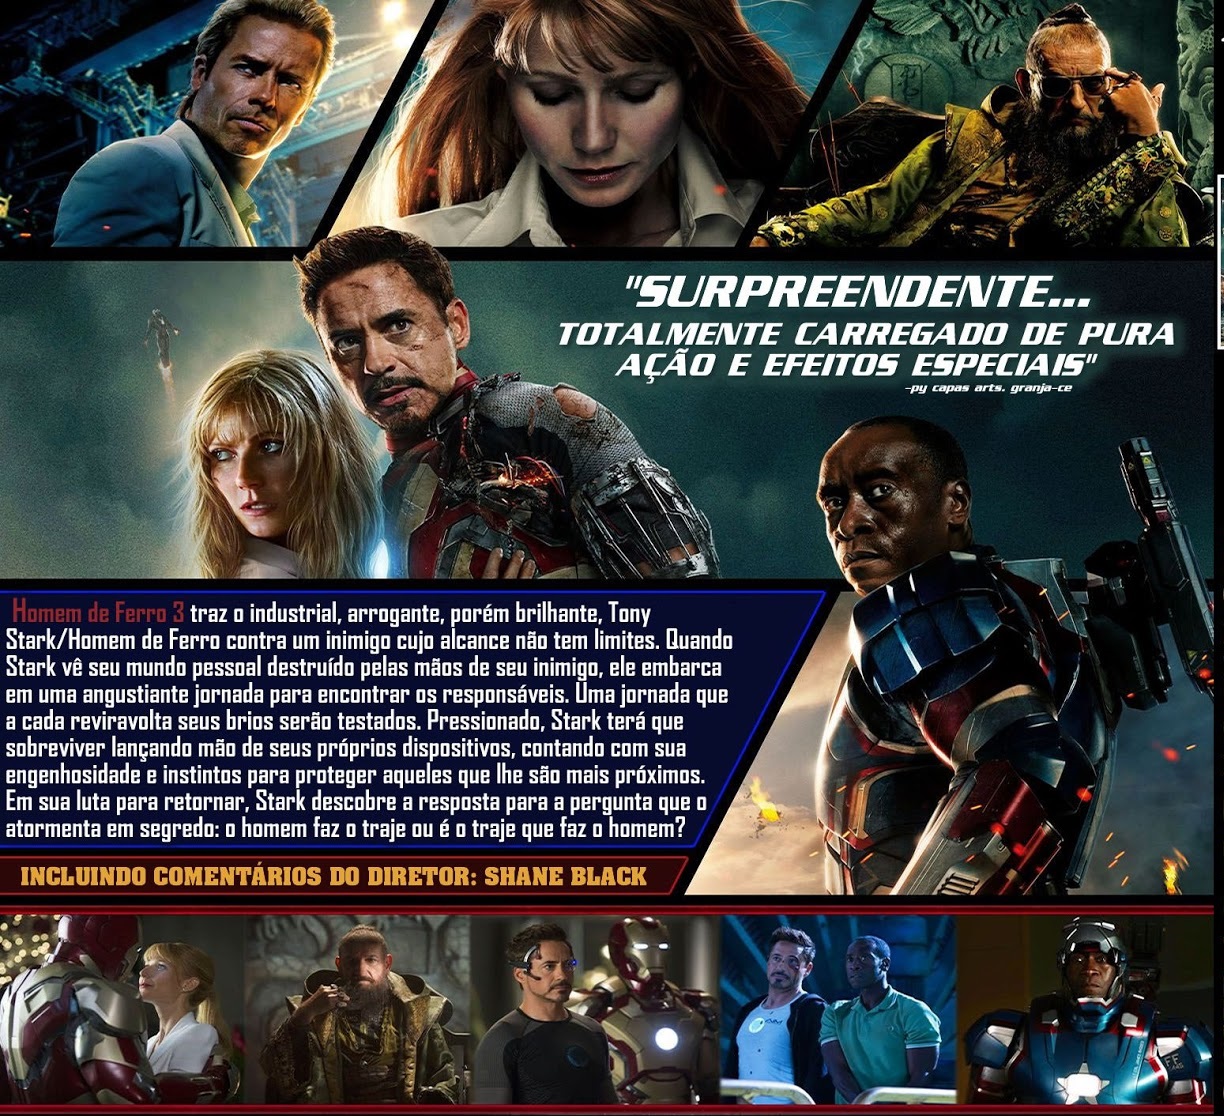 "SURPREENDENTE...
TOTALMENTE CARREGADO DE PURA
AÇÃO E EFEITOS ESPECIAIS"
-py capas arts. granja-ce
Homem de Ferro 3 traz o industrial, arrogante, porém brilhante, Tony
Stark/Homem de Ferro contra um inimigo cujo alcance não tem limites. Quando
Stark vê seu mundo pessoal destruído pelas mãos de seu inimigo, ele embarca
em uma angustiante jornada para encontrar os responsáveis. Uma jornada que
a cada reviravolta seus brios serão testados. Pressionado, Stark terá que
sobreviver lançando mão de seus próprios dispositivos, contando com sua
engenhosidade e instintos para proteger aqueles que lhe são mais próximos.
Em sua luta para retornar, Stark descobre a resposta para a pergunta que o
atormenta em segredo: o homem faz o traje ou é o traje que faz o homem?
INCLUINDO COMENTÁRIOS DO DIRETOR: SHANE BLACK